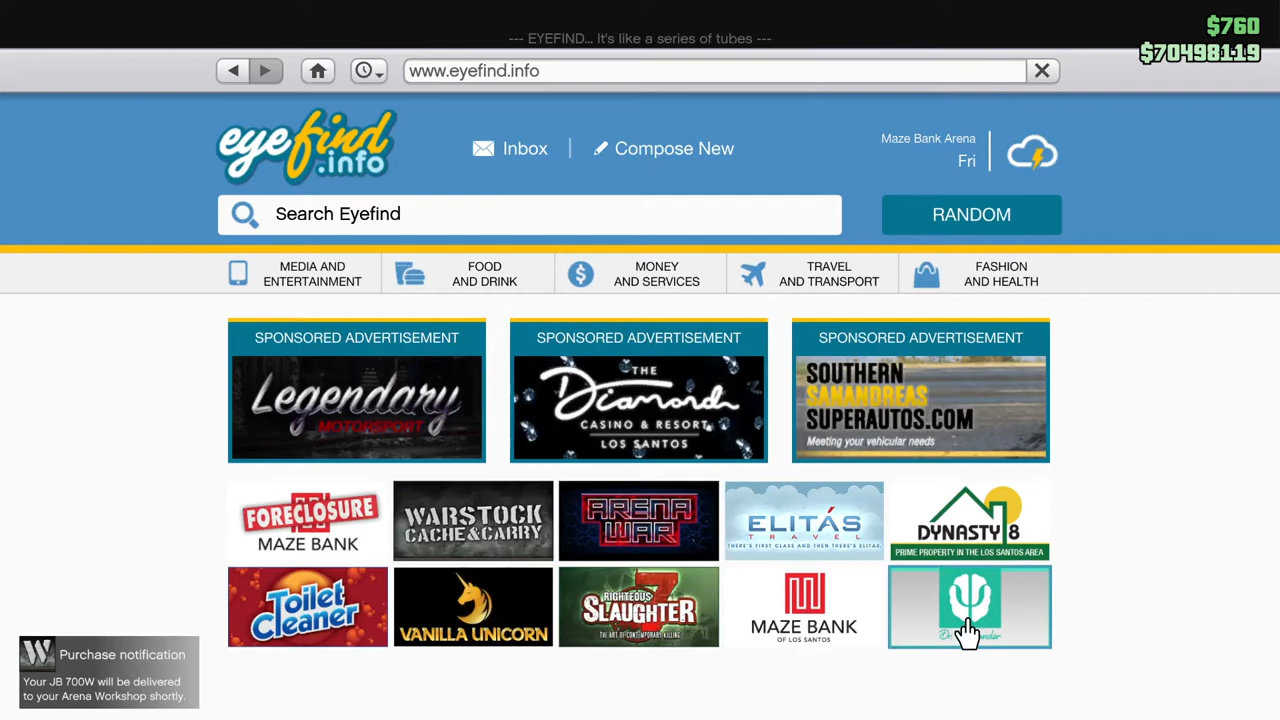 --- EYEFIND... It's like a series of tubes ---
$760
$70498119
www.eyefind.info
eyefind
.info
Inbox
Compose New
Maze Bank Arena
Fri
Search Eyefind
RANDOM
MEDIA AND
ENTERTAINMENT
FOOD
AND DRINK
MONEY
AND SERVICES
TRAVEL
AND TRANSPORT
FASHION
AND HEALTH
SPONSORED ADVERTISEMENT
Legendary
MOTORSPORT
SPONSORED ADVERTISEMENT
THE
Diamond
CASINO & RESORT
LOS SANTOS
SPONSORED ADVERTISEMENT
SOUTHERN
SANANDREAS
SUPERAUTOS.COM
Meeting your vehicular needs
FORECLOSURE
MAZE BANK
WARSTOCK
CACHE & CARRY
ARENA
WAR
ELITÁS
TRAVEL
THERE'S FIRST CLASS AND THEN THERE'S ELITAS.
DYNASTY 8
PRIME PROPERTY IN THE LOS SANTOS AREA
Toilet
Cleaner
VANILLA UNICORN
RIGHTEOUS
SLAUGHTER
7
THE ART OF CONTEMPORARY KILLING
MAZE BANK
OF LOS SANTOS
W
Purchase notification
Your JB 700W will be delivered
to your Arena Workshop shortly.